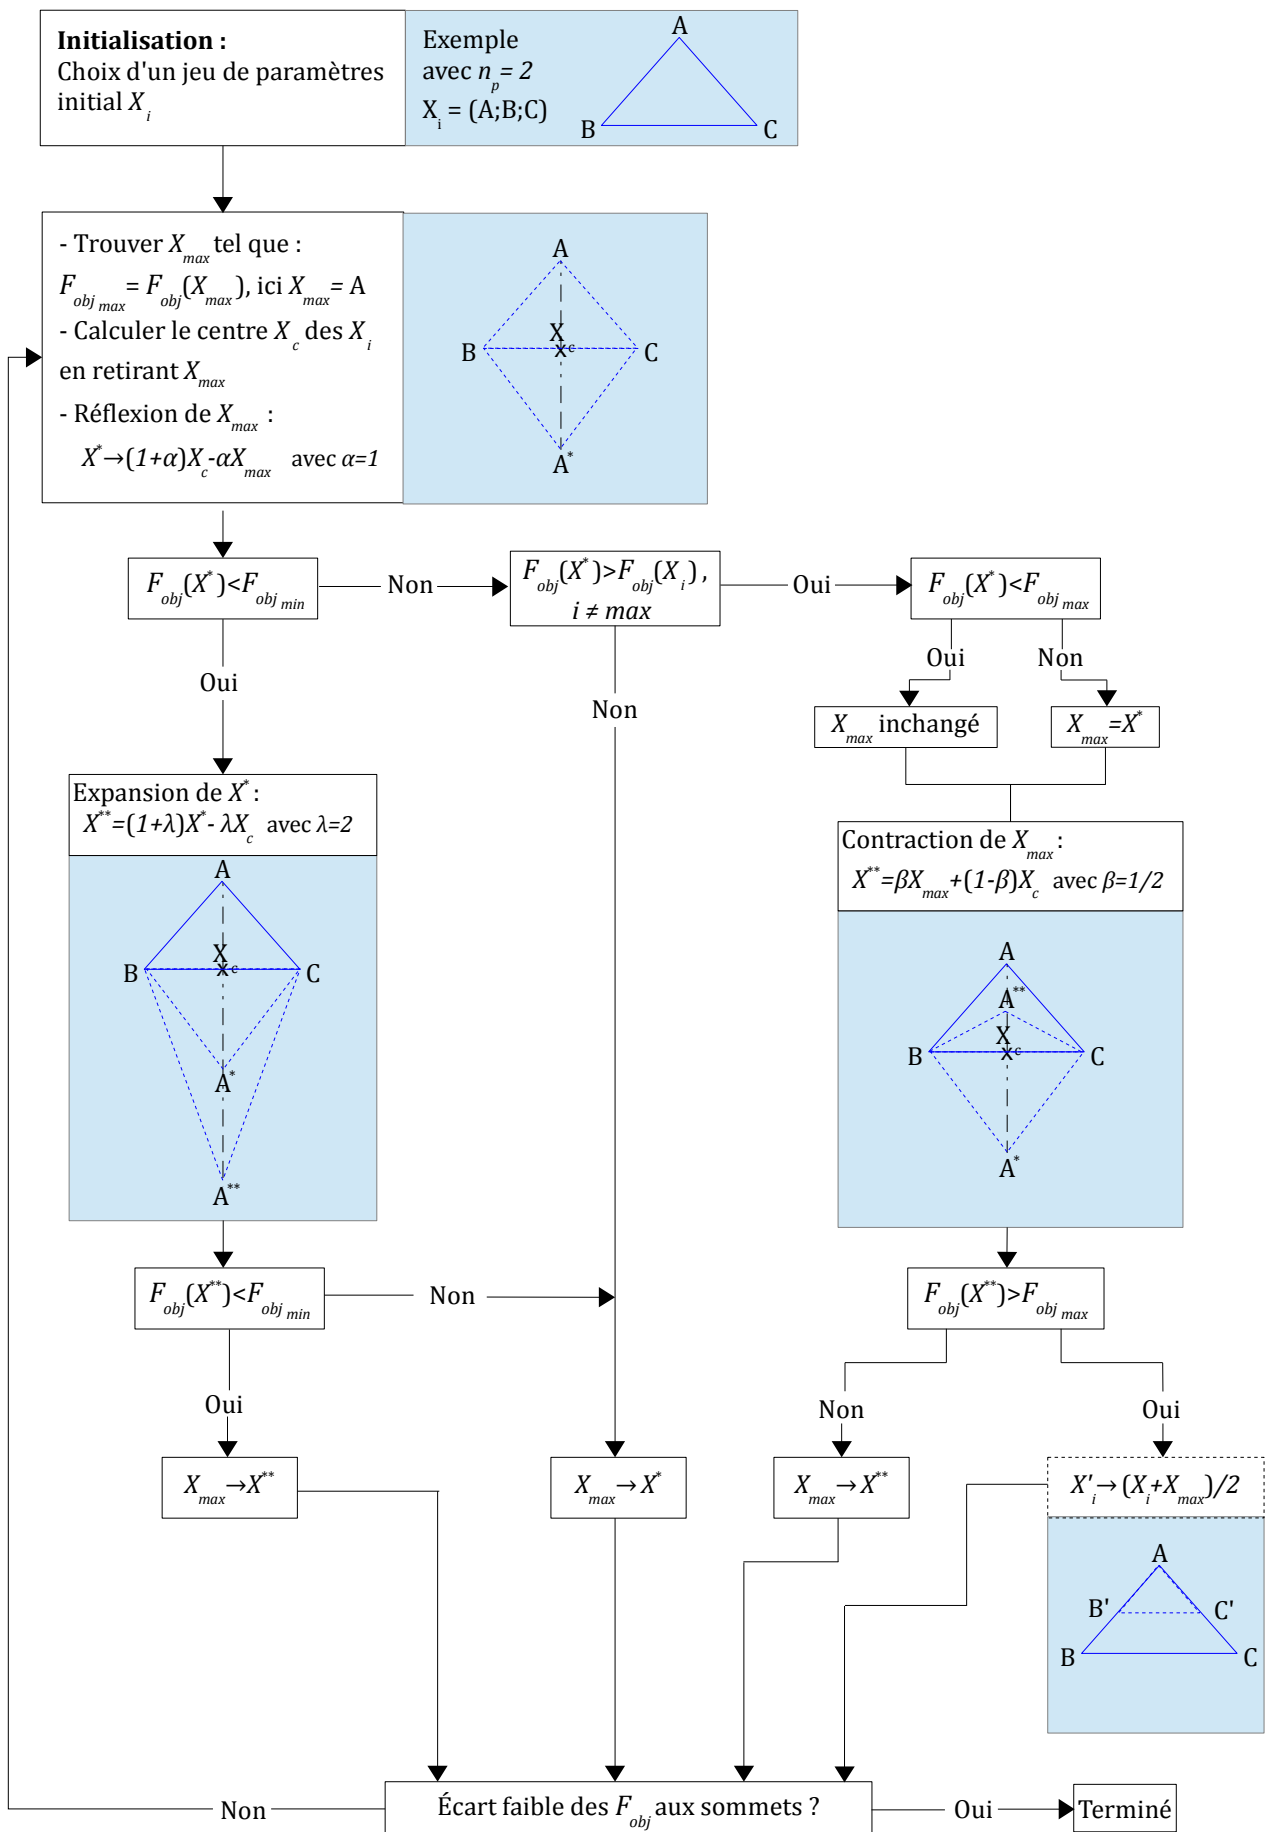 Initialisation :
Choix d'un jeu de paramètres
initial X_i
Exemple
avec n_p = 2
X_i = (A;B;C)
A
B
C
- Trouver X_max tel que :
F_obj max = F_obj(X_max), ici X_max = A
- Calculer le centre X_c des X_i
en retirant X_max
- Réflexion de X_max :
X*→(1+α)X_c-αX_max avec α=1
A
X_c
B
C
A*
F_obj(X*)<F_obj min
Non
F_obj(X*)>F_obj(X_i) ,
i ≠ max
Oui
F_obj(X*)<F_obj max
Oui
Non
Oui
Non
X_max inchangé
X_max=X*
Expansion de X* :
X**=(1+λ)X*- λX_c avec λ=2
A
X_c
B
C
A*
A**
Contraction de X_max :
X**=βX_max+(1-β)X_c avec β=1/2
A
A**
X_c
B
C
A*
F_obj(X**)<F_obj min
Non
F_obj(X**)>F_obj max
Oui
Non
Oui
X_max→X**
X_max→X*
X_max→X**
X'_i→(X_i+X_max)/2
A
B'
C'
B
C
Non
Écart faible des F_obj aux sommets ?
Oui
Terminé